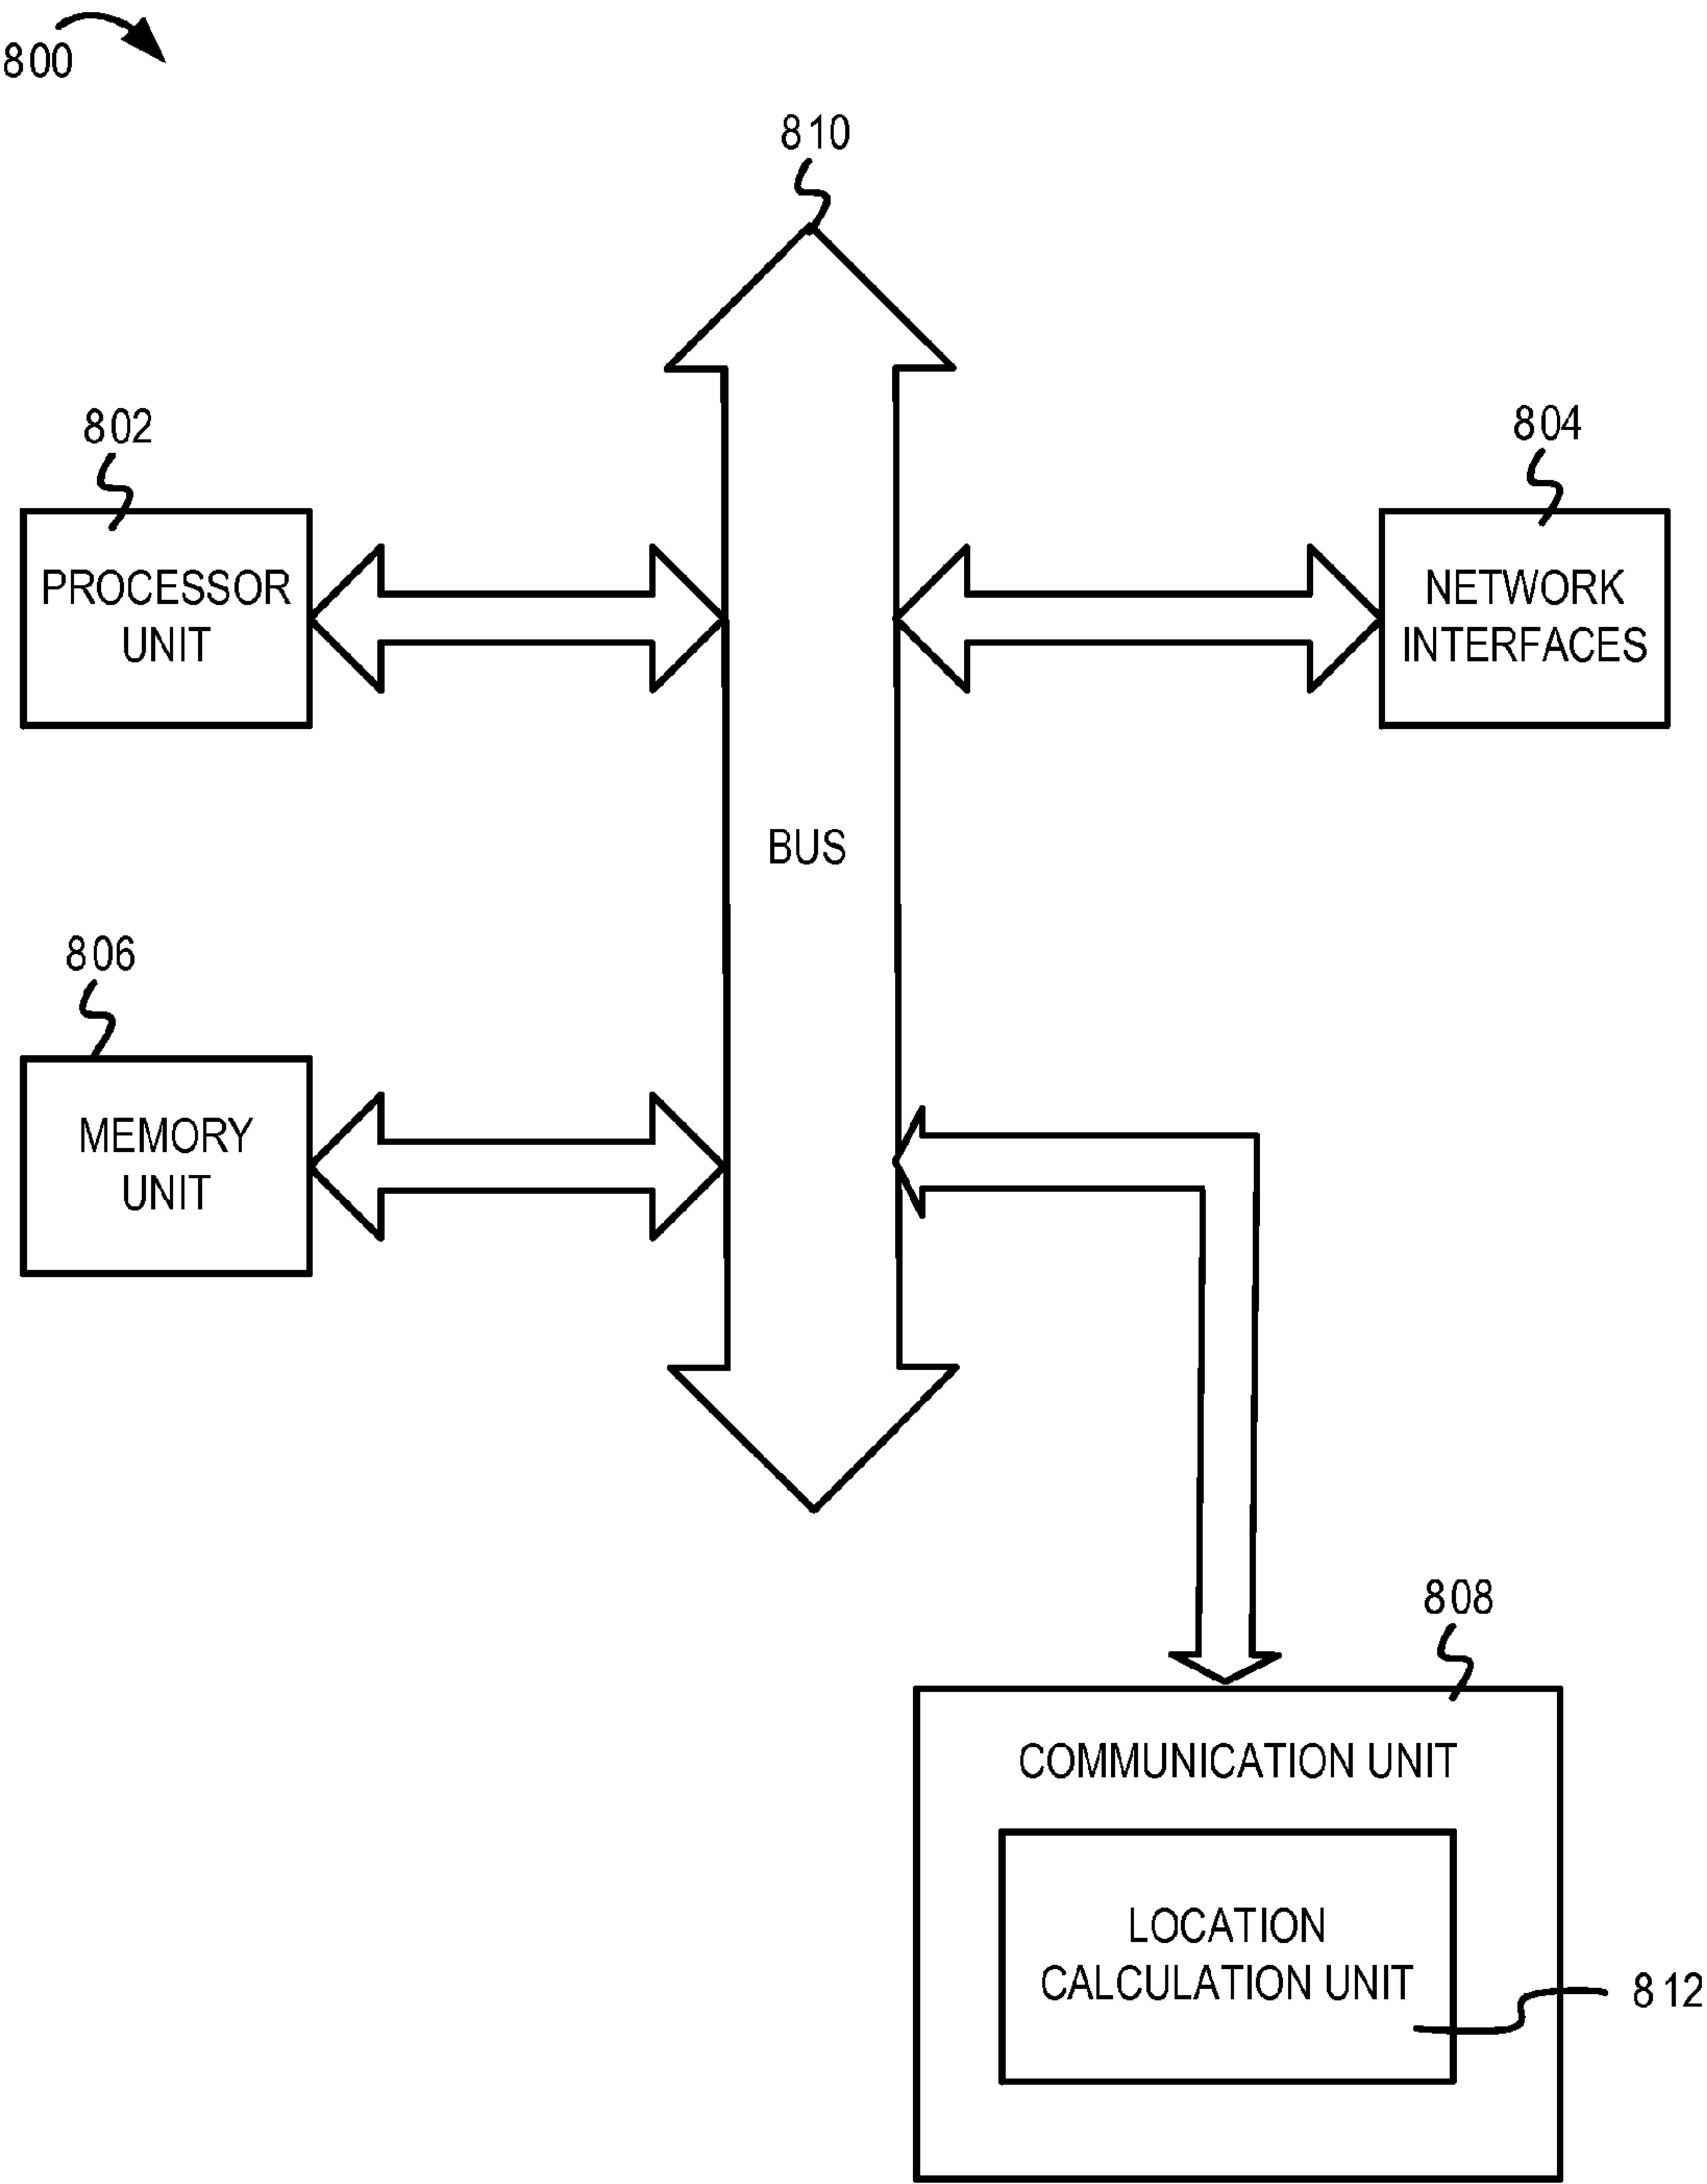 800
810
802
PROCESSOR
UNIT
804
NETWORK
INTERFACES
BUS
806
MEMORY
UNIT
808
COMMUNICATION UNIT
LOCATION
CALCULATION UNIT
812